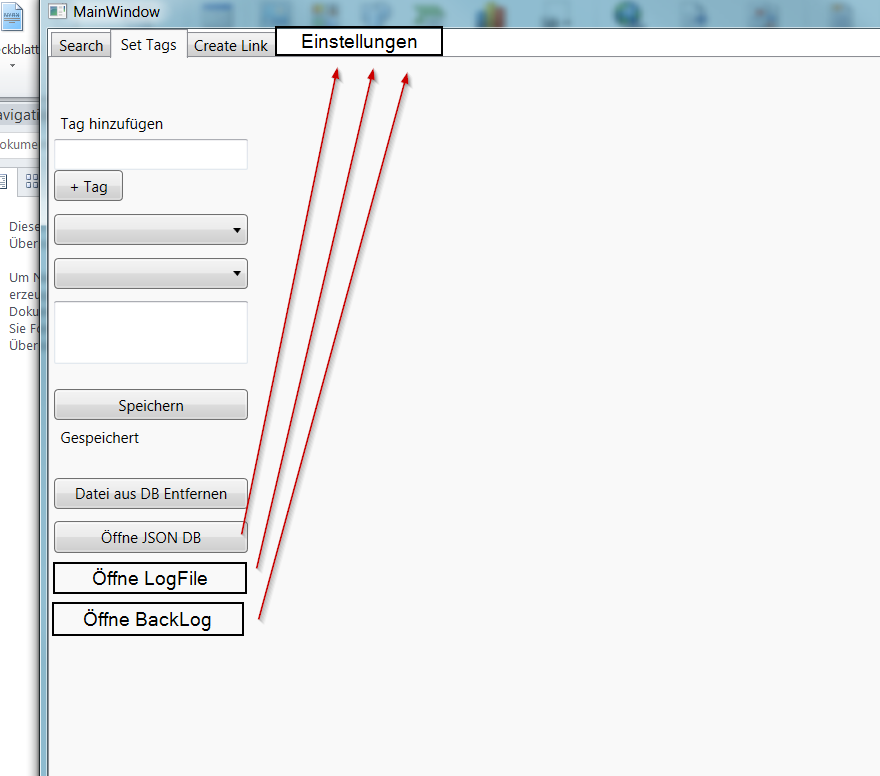 MainWindow
Search Set Tags Create Link Einstellungen
Tag hinzufügen
+ Tag
Speichern
Gespeichert
Datei aus DB Entfernen
Öffne JSON DB
Öffne LogFile
Öffne BackLog
ckblatt
avigati
okume
Diese
Über
Um N
erzeu
Doku
Sie Fo
Über